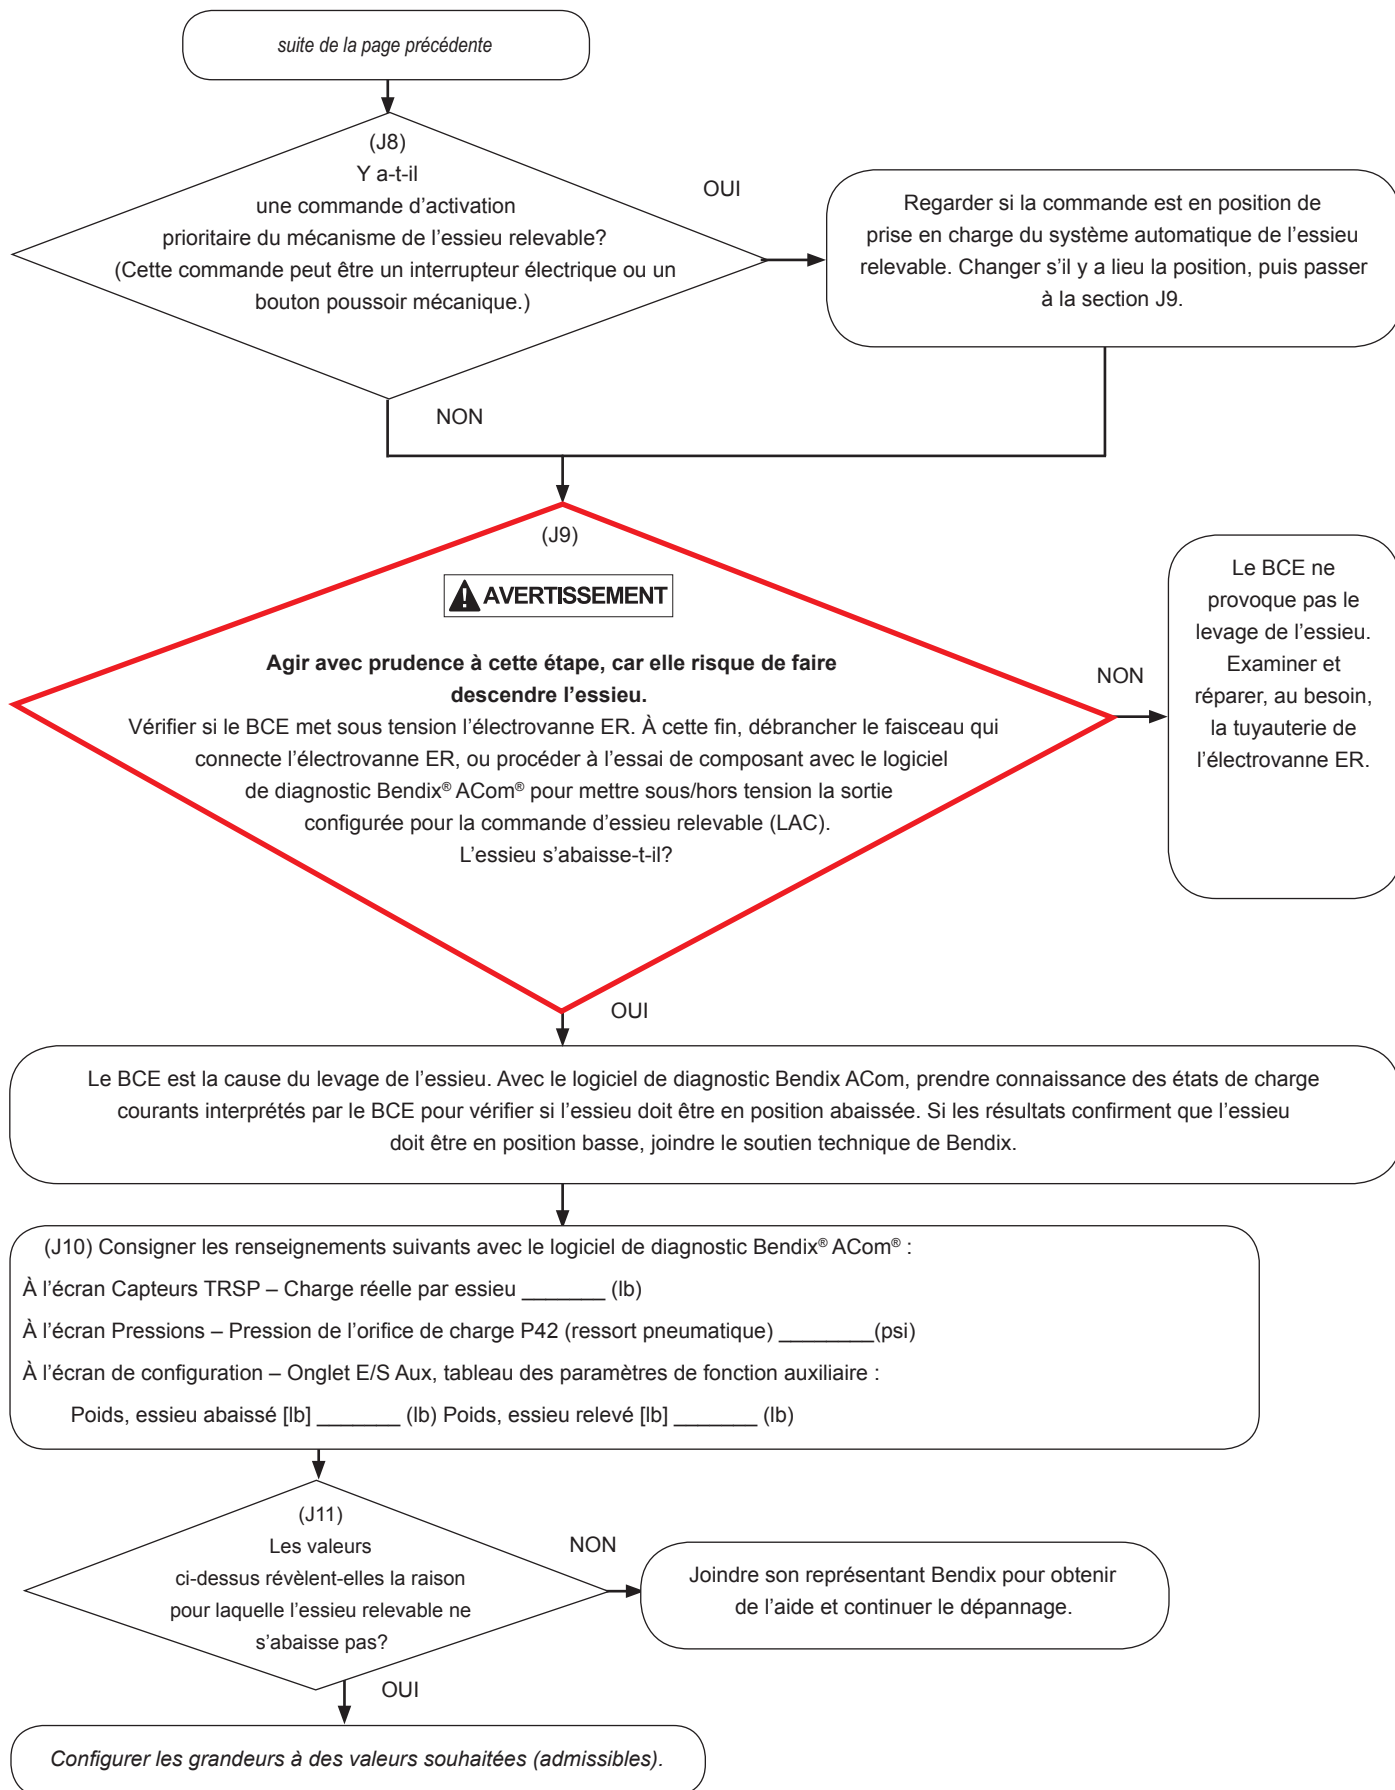 suite de la page précédente
(J8)
Y a-t-il
une commande d’activation
prioritaire du mécanisme de l’essieu relevable?
(Cette commande peut être un interrupteur électrique ou un
bouton poussoir mécanique.)
OUI
Regarder si la commande est en position de
prise en charge du système automatique de l’essieu
relevable. Changer s’il y a lieu la position, puis passer
à la section J9.
NON
(J9)
AVERTISSEMENT
Agir avec prudence à cette étape, car elle risque de faire
descendre l’essieu.
Vérifier si le BCE met sous tension l’électrovanne ER. À cette fin, débrancher le faisceau qui
connecte l’électrovanne ER, ou procéder à l’essai de composant avec le logiciel
de diagnostic Bendix® ACom® pour mettre sous/hors tension la sortie
configurée pour la commande d’essieu relevable (LAC).
L’essieu s’abaisse-t-il?
NON
Le BCE ne
provoque pas le
levage de l’essieu.
Examiner et
réparer, au besoin,
la tuyauterie de
l’électrovanne ER.
OUI
Le BCE est la cause du levage de l’essieu. Avec le logiciel de diagnostic Bendix ACom, prendre connaissance des états de charge
courants interprétés par le BCE pour vérifier si l’essieu doit être en position abaissée. Si les résultats confirment que l’essieu
doit être en position basse, joindre le soutien technique de Bendix.
(J10) Consigner les renseignements suivants avec le logiciel de diagnostic Bendix® ACom® :
À l’écran Capteurs TRSP – Charge réelle par essieu _______ (lb)
À l’écran Pressions – Pression de l’orifice de charge P42 (ressort pneumatique) ________(psi)
À l’écran de configuration – Onglet E/S Aux, tableau des paramètres de fonction auxiliaire :
Poids, essieu abaissé [lb] _______ (lb) Poids, essieu relevé [lb] _______ (lb)
(J11)
Les valeurs
ci-dessus révèlent-elles la raison
pour laquelle l’essieu relevable ne
s’abaisse pas?
NON
Joindre son représentant Bendix pour obtenir
de l’aide et continuer le dépannage.
OUI
Configurer les grandeurs à des valeurs souhaitées (admissibles).